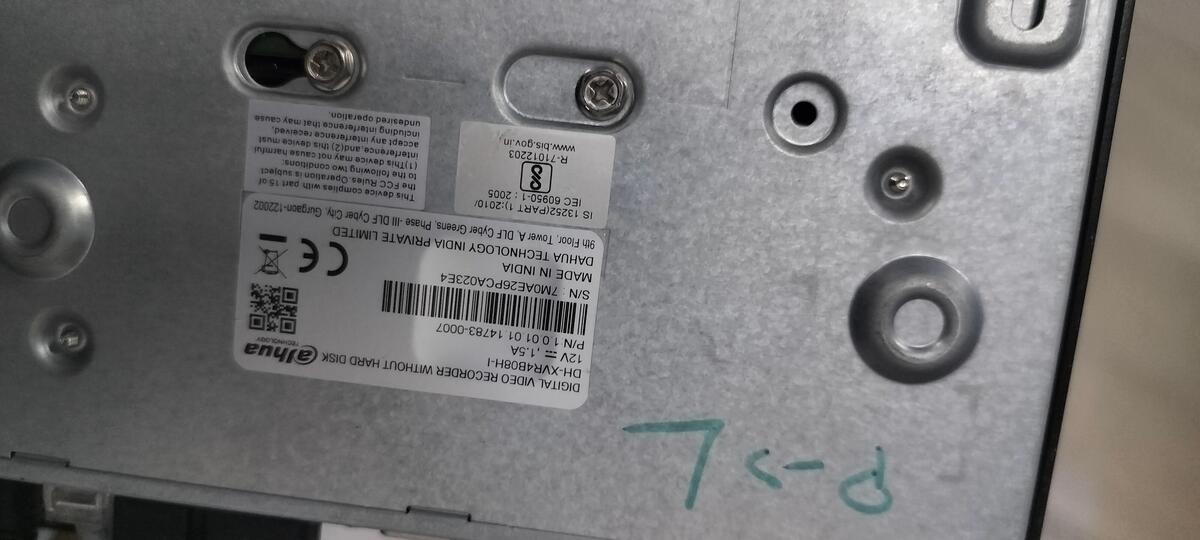 DIGITAL VIDEO RECORDER WITHOUT HARD DISK
DH-XVR4B08H-I
12V ⎓, 1.5A
P/N 1.0.01.01.14783-0007
alhua
TECHNOLOGY
S/N: 7M0AE26PCA023E4
MADE IN INDIA
DAHUA TECHNOLOGY INDIA PRIVATE LIMITED
9th Floor, Tower A, DLF Cyber Greens, Phase -III DLF Cyber City, Gurgaon-122002
CE
IS 13252(PART 1):2010/
IEC 60950-1 : 2005
R-71012203
www.bis.gov.in
This device complies with part 15 of
the FCC Rules. Operation is subject
to the following two conditions:
(1)This device may not cause harmful
interference,and (2) this device must
accept any interference received,
including interference that may cause
undesired operation.